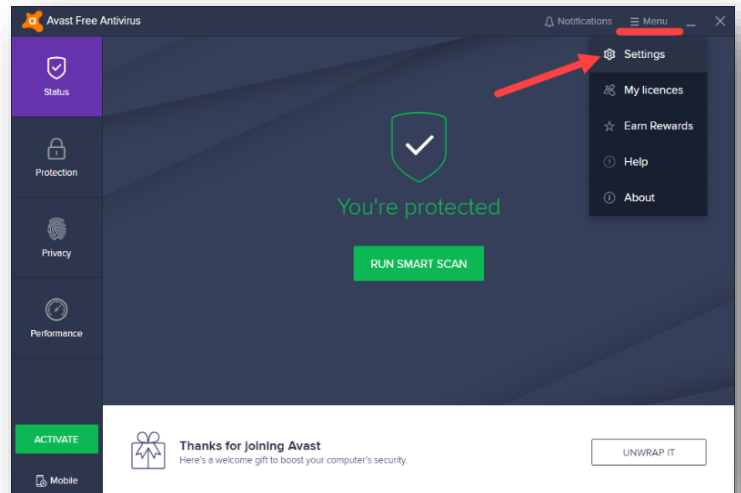 Avast Free Antivirus
Notifications
Menu
Settings
My licences
Earn Rewards
Help
About
Status
Protection
Privacy
Performance
You're protected
RUN SMART SCAN
ACTIVATE
Mobile
Thanks for joining Avast
Here's a welcome gift to boost your computer's security.
UNWRAP IT